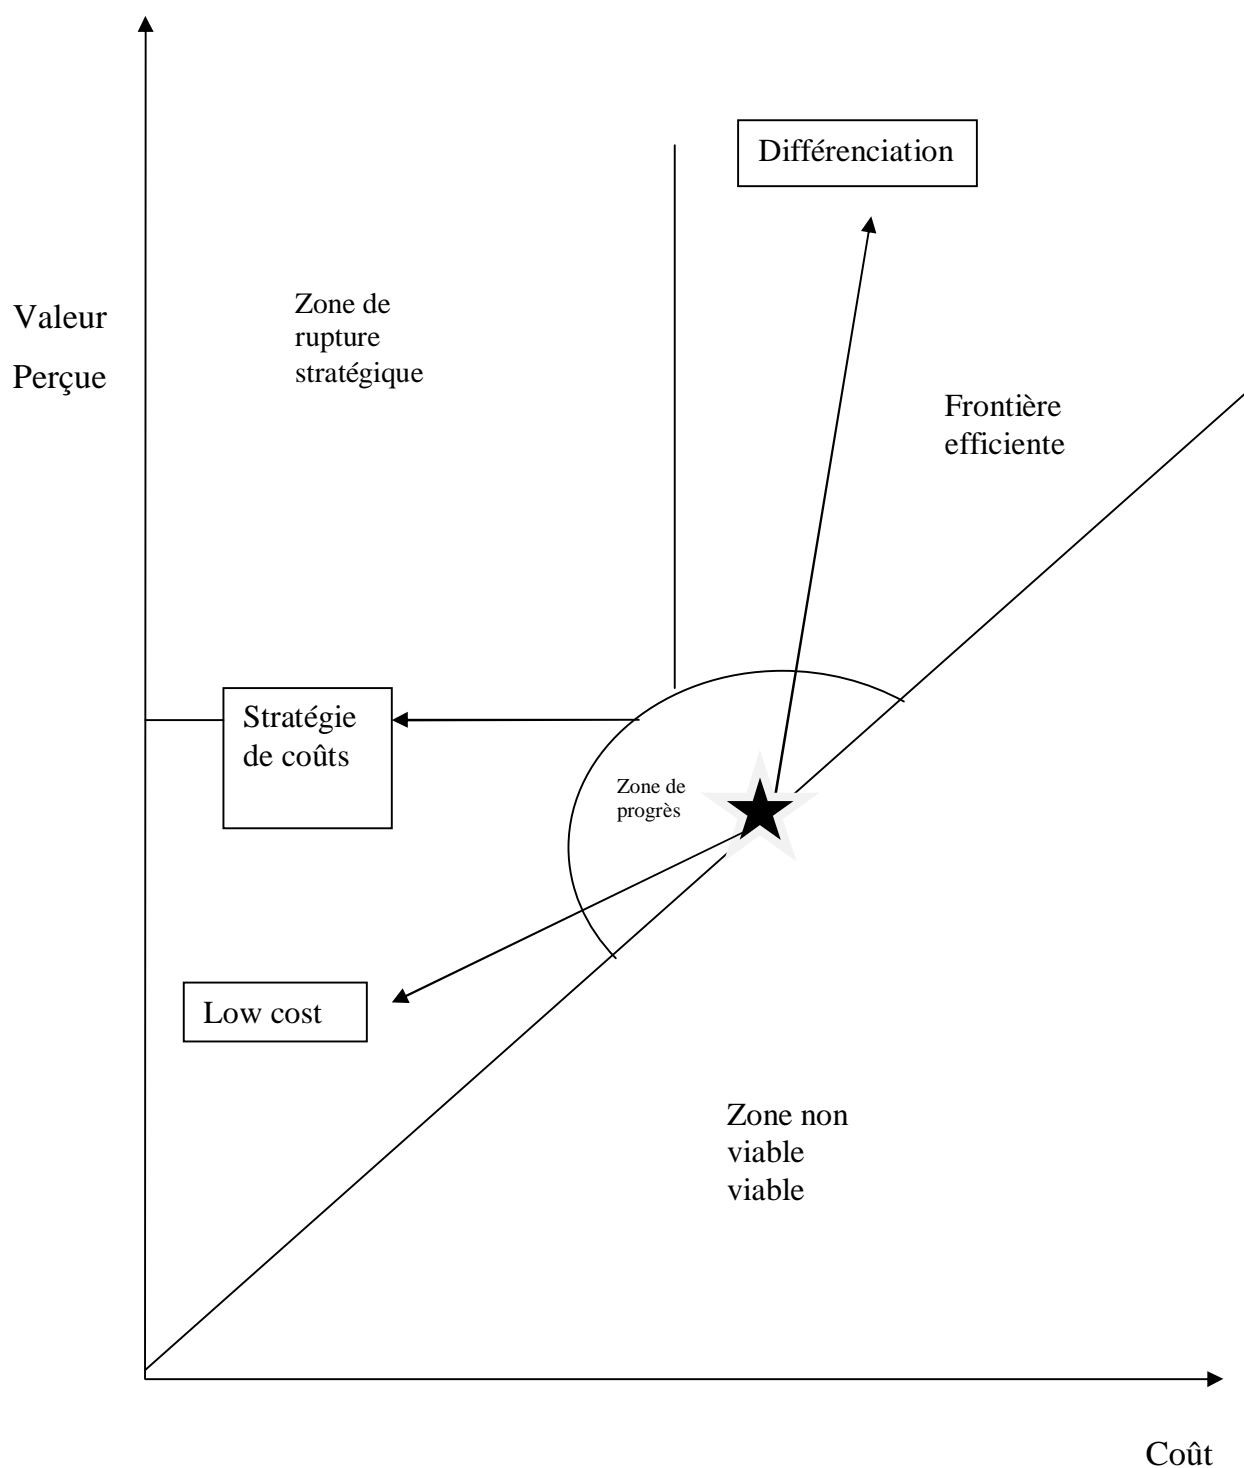 Différenciation
Zone de
rupture
stratégique
Valeur
Perçue
Frontière
efficiente
Stratégie
de coûts
Zone de
progrès
Low cost
Zone non
viable
viable
Coût